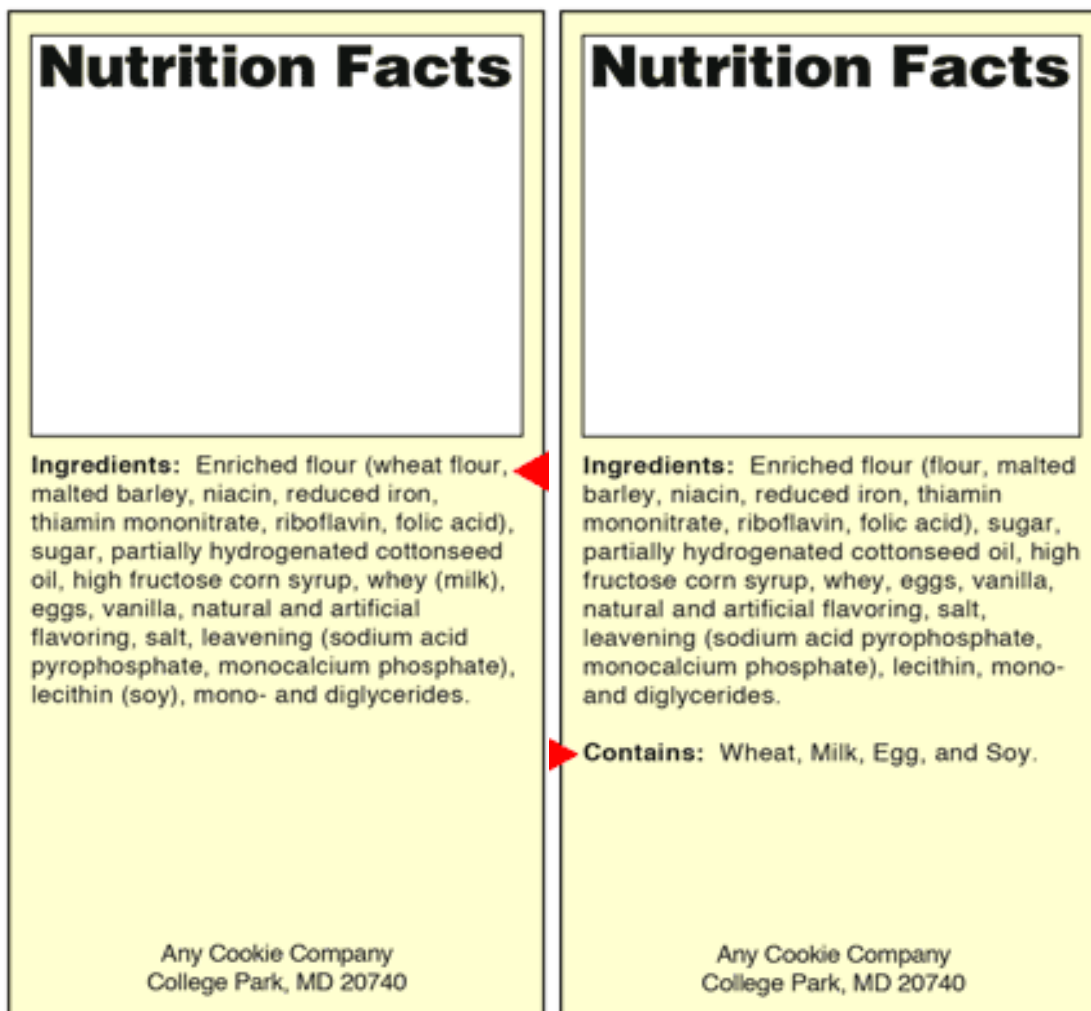 Nutrition Facts
Ingredients: Enriched flour (wheat flour,
malted barley, niacin, reduced iron,
thiamin mononitrate, riboflavin, folic acid),
sugar, partially hydrogenated cottonseed
oil, high fructose corn syrup, whey (milk),
eggs, vanilla, natural and artificial
flavoring, salt, leavening (sodium acid
pyrophosphate, monocalcium phosphate),
lecithin (soy), mono- and diglycerides.
Any Cookie Company
College Park, MD 20740
Nutrition Facts
Ingredients: Enriched flour (flour, malted
barley, niacin, reduced iron, thiamin
mononitrate, riboflavin, folic acid), sugar,
partially hydrogenated cottonseed oil, high
fructose corn syrup, whey, eggs, vanilla,
natural and artificial flavoring, salt,
leavening (sodium acid pyrophosphate,
monocalcium phosphate), lecithin, mono-
and diglycerides.
Contains: Wheat, Milk, Egg, and Soy.
Any Cookie Company
College Park, MD 20740